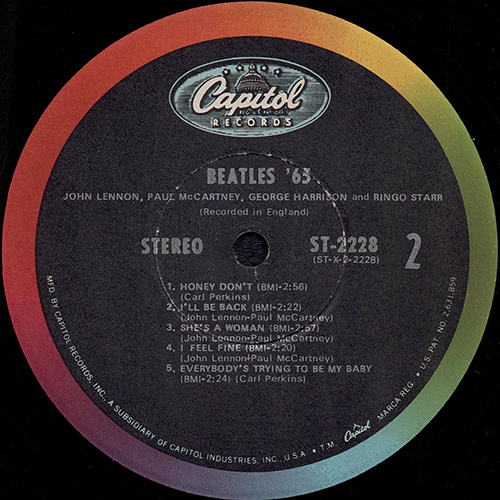 Capitol
REG. U.S. PAT. OFF.
RECORDS
BEATLES '65
JOHN LENNON, PAUL McCARTNEY, GEORGE HARRISON and RINGO STARR
(Recorded in England)
STEREO ST-2228 2
(ST-X-2-2228)
1. HONEY DON'T (BMI-2:56)
(Carl Perkins)
2. I'LL BE BACK (BMI-2:22)
(John Lennon-Paul McCartney)
3. SHE'S A WOMAN (BMI-2:57)
(John Lennon-Paul McCartney)
4. I FEEL FINE (BMI-2:20)
(John Lennon-Paul McCartney)
5. EVERYBODY'S TRYING TO BE MY BABY
(BMI-2:24) (Carl Perkins)
MFD. BY CAPITOL RECORDS, INC., A SUBSIDIARY OF CAPITOL INDUSTRIES, INC., U.S.A. • T.M. Capitol MARCA REG. • U.S. PAT. NO. 2,631,859